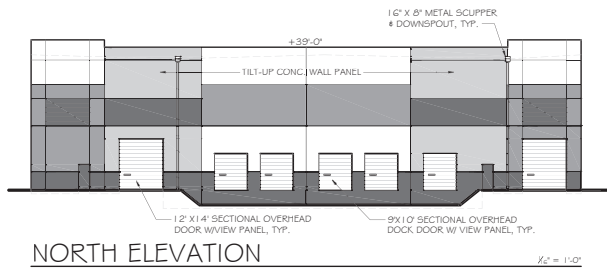 16" X 8" METAL SCUPPER
& DOWNSPOUT, TYP.
+39'-0"
TILT-UP CONC. WALL PANEL
12' X14' SECTIONAL OVERHEAD
DOOR W/VIEW PANEL, TYP.
9'X10' SECTIONAL OVERHEAD
DOCK DOOR W/ VIEW PANEL, TYP.
NORTH ELEVATION
1/16" = 1'-0"